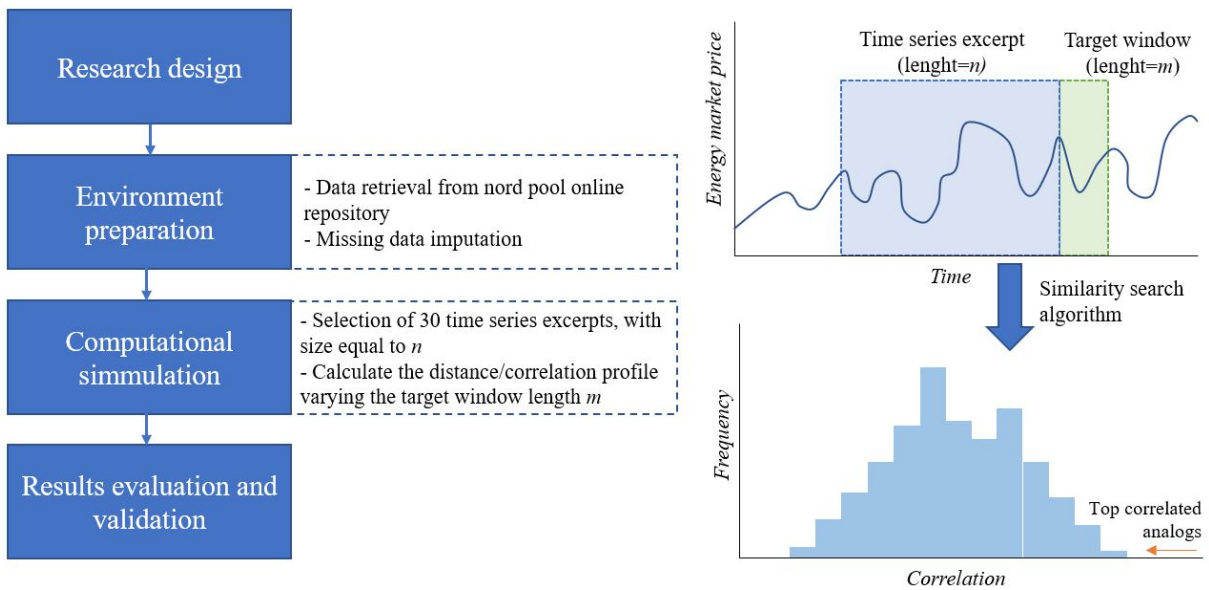 Research design
Environment
preparation
- Data retrieval from nord pool online
repository
- Missing data imputation
Computational
simmulation
- Selection of 30 time series excerpts, with
size equal to n
- Calculate the distance/correlation profile
varying the target window length m
Results evaluation and
validation
Energy market price
Time series excerpt
(lenght=n)
Target window
(lenght=m)
Time
Similarity search
algorithm
Frequency
Top correlated
analogs
Correlation